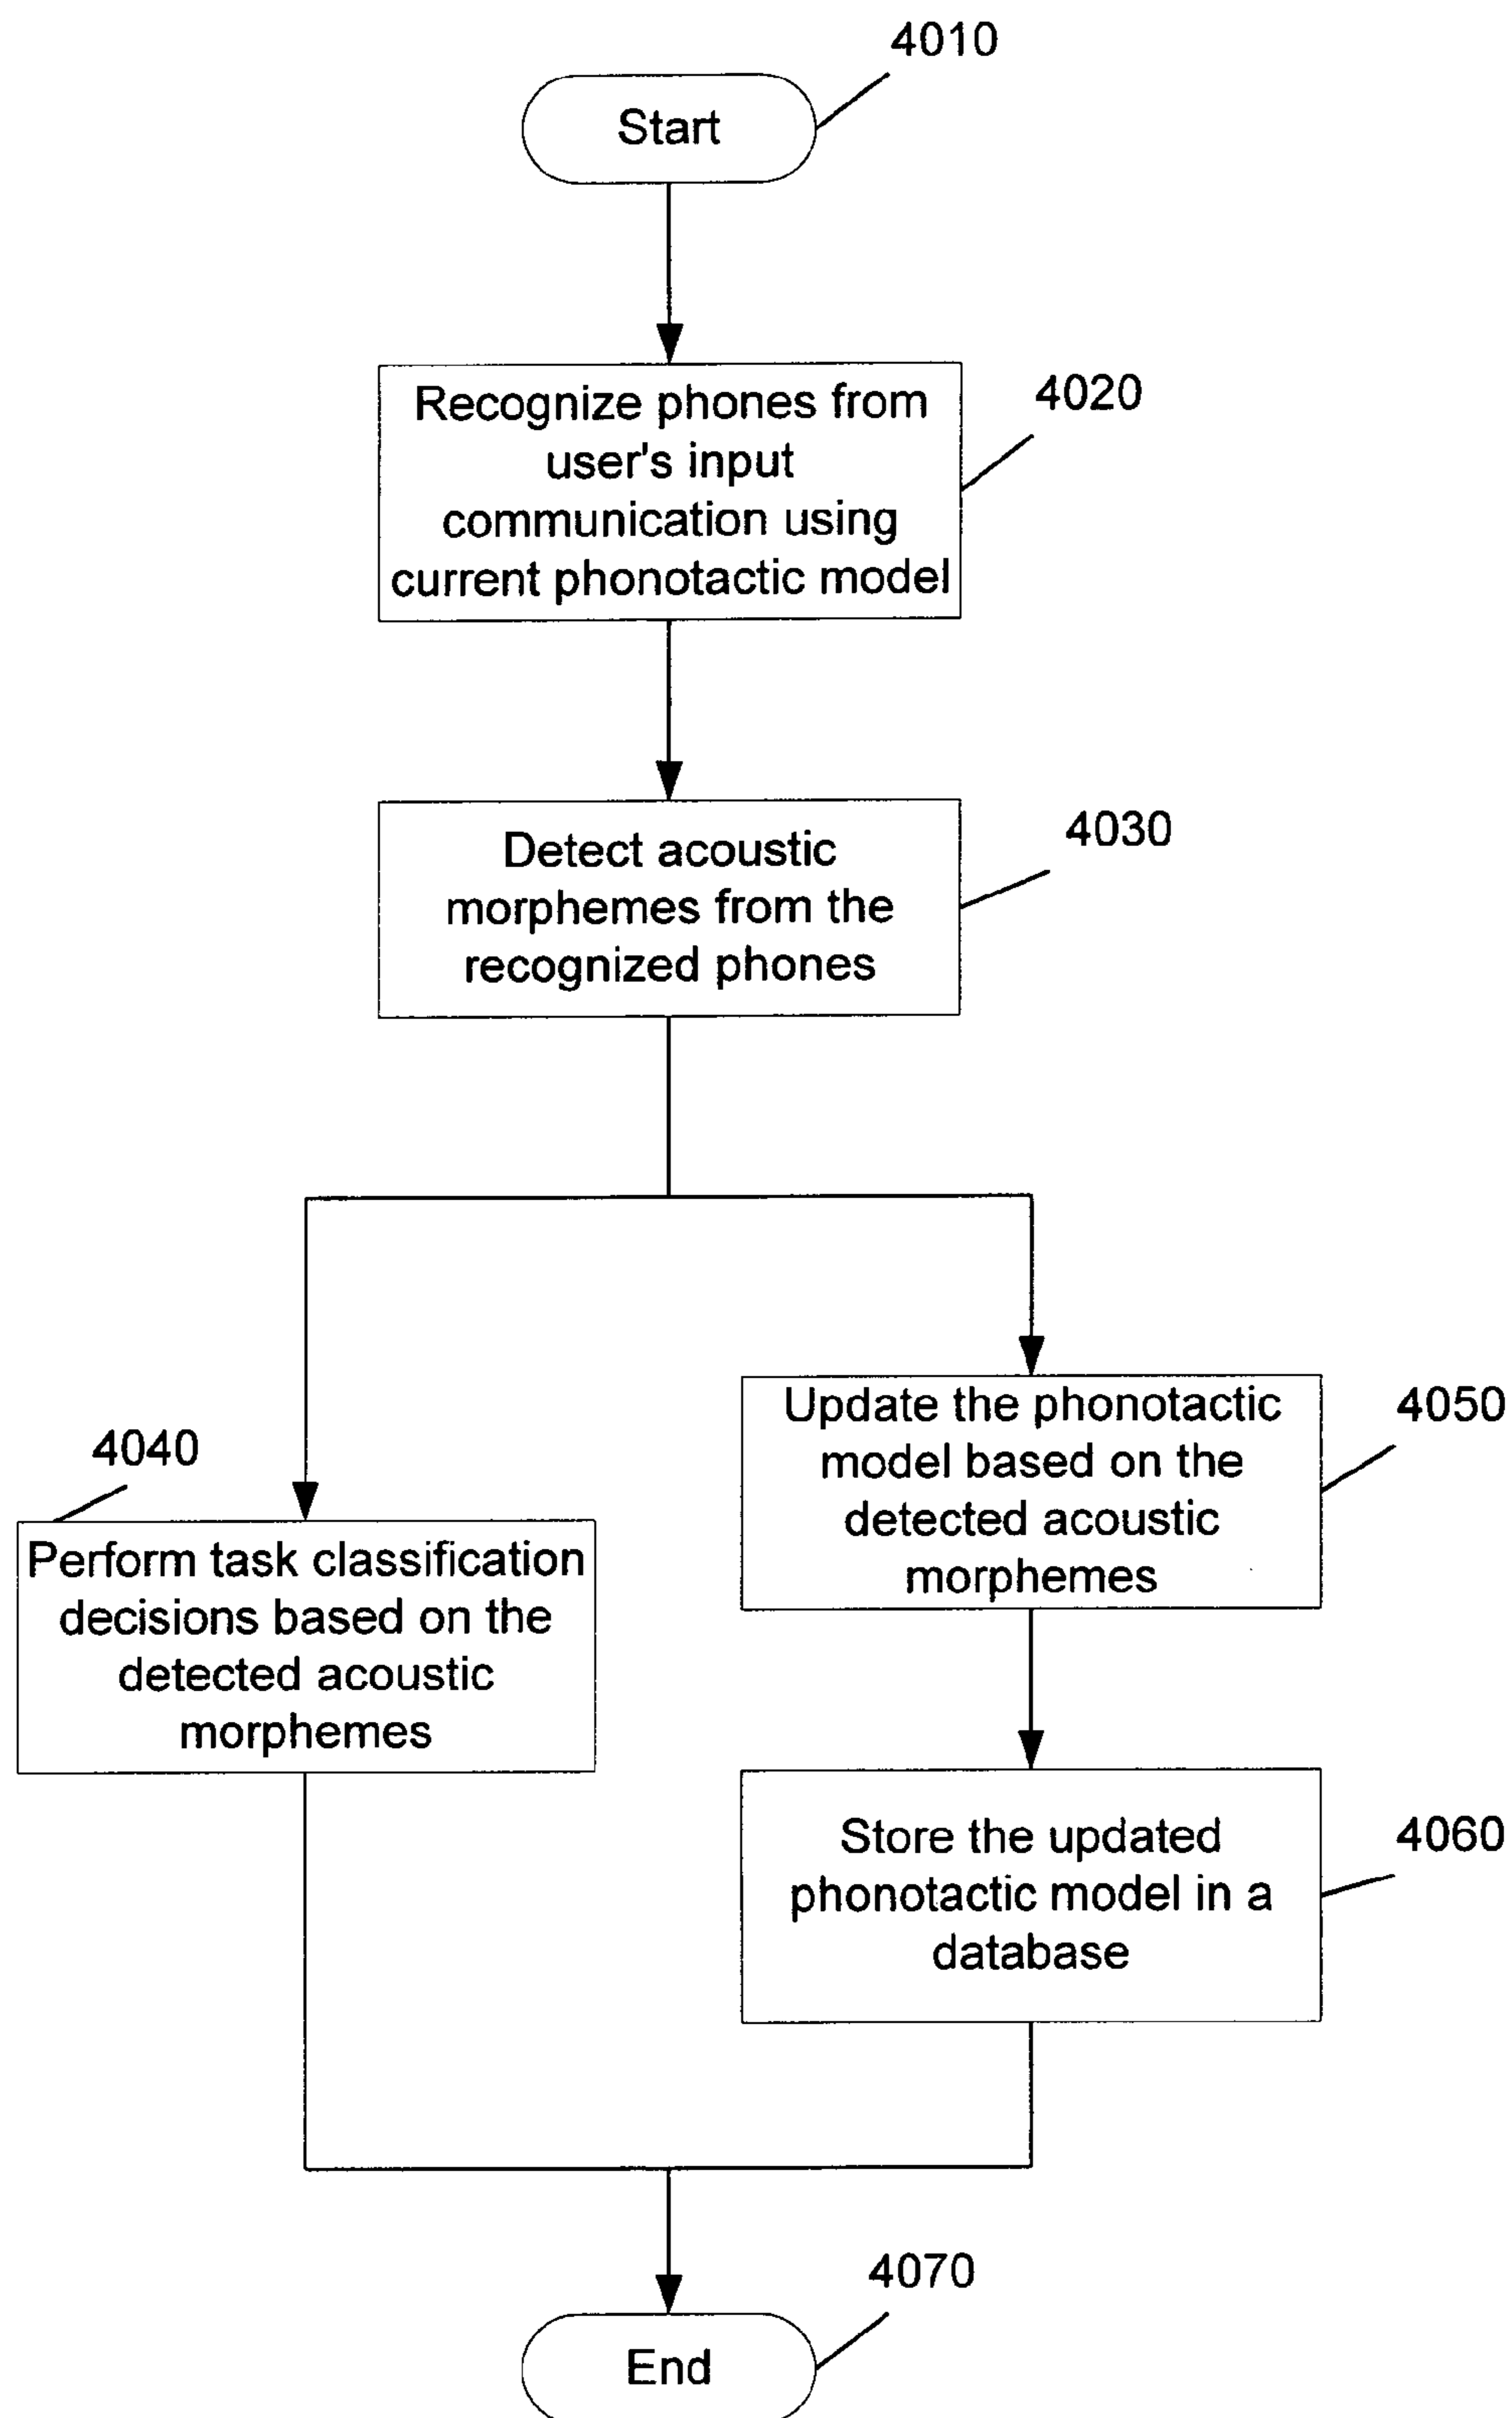 4010
Start
Recognize phones from
user's input
communication using
current phonotactic model
4020
Detect acoustic
morphemes from the
recognized phones
4030
4040
Perform task classification
decisions based on the
detected acoustic
morphemes
Update the phonotactic
model based on the
detected acoustic
morphemes
4050
Store the updated
phonotactic model in a
database
4060
4070
End